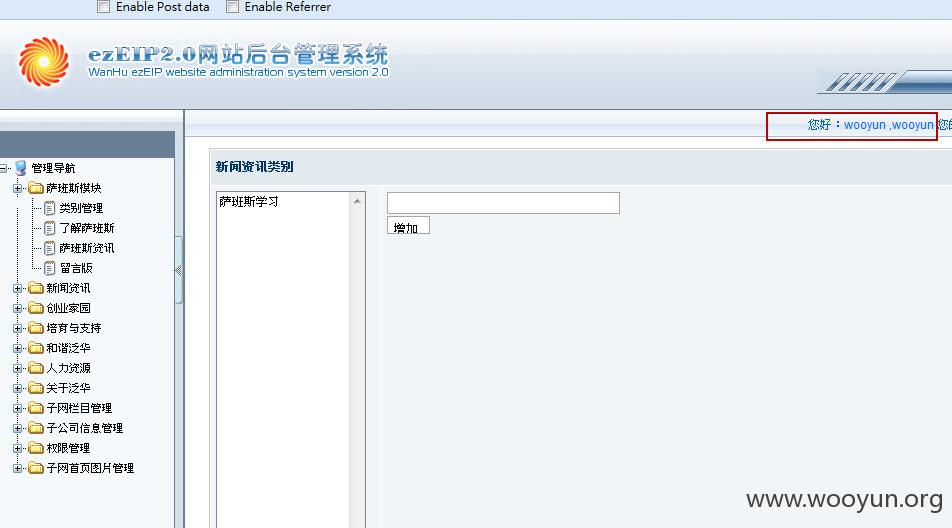 Enable Post data
Enable Referrer
ezEIP2.0网站后台管理系统
WanHu ezEIP website administration system version 2.0
您好：wooyun ,wooyun 您的
管理导航
萨班斯模块
类别管理
了解萨班斯
萨班斯资讯
留言版
新闻资讯
创业家园
培育与支持
和谐泛华
人力资源
关于泛华
子网栏目管理
子公司信息管理
权限管理
子网首页图片管理
新闻资讯类别
萨班斯学习
增加
www.wooyun.org